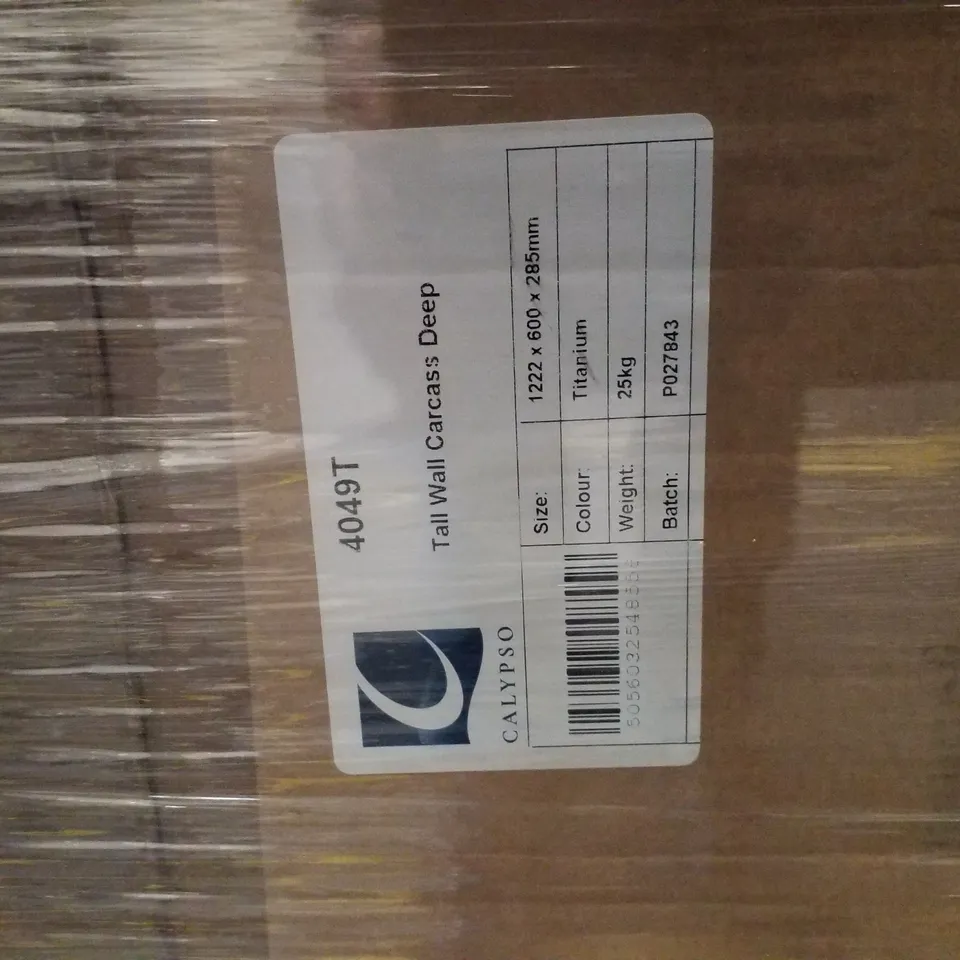 4049T
Tall Wall Carcass Deep
CALYPSO
Size: 1222 x 600 x 285mm
Colour: Titanium
Weight: 25kg
Batch: P027843